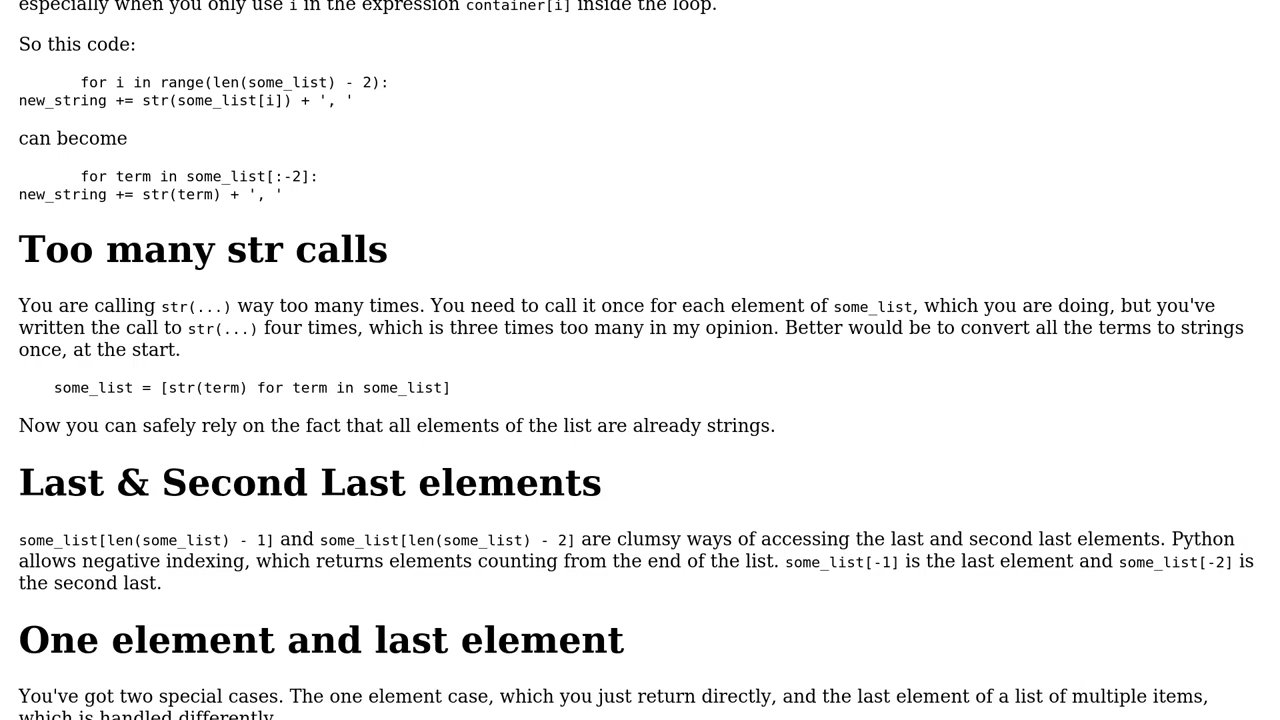 especially when you only use i in the expression container[i] inside the loop.
So this code:
for i in range(len(some_list) - 2):
new_string += str(some_list[i]) + ', '
can become
for term in some_list[:-2]:
new_string += str(term) + ', '
Too many str calls
You are calling str(...) way too many times. You need to call it once for each element of some_list, which you are doing, but you've
written the call to str(...) four times, which is three times too many in my opinion. Better would be to convert all the terms to strings
once, at the start.
some_list = [str(term) for term in some_list]
Now you can safely rely on the fact that all elements of the list are already strings.
Last & Second Last elements
some_list[len(some_list) - 1] and some_list[len(some_list) - 2] are clumsy ways of accessing the last and second last elements. Python
allows negative indexing, which returns elements counting from the end of the list. some_list[-1] is the last element and some_list[-2] is
the second last.
One element and last element
You've got two special cases. The one element case, which you just return directly, and the last element of a list of multiple items,
which is handled differently.